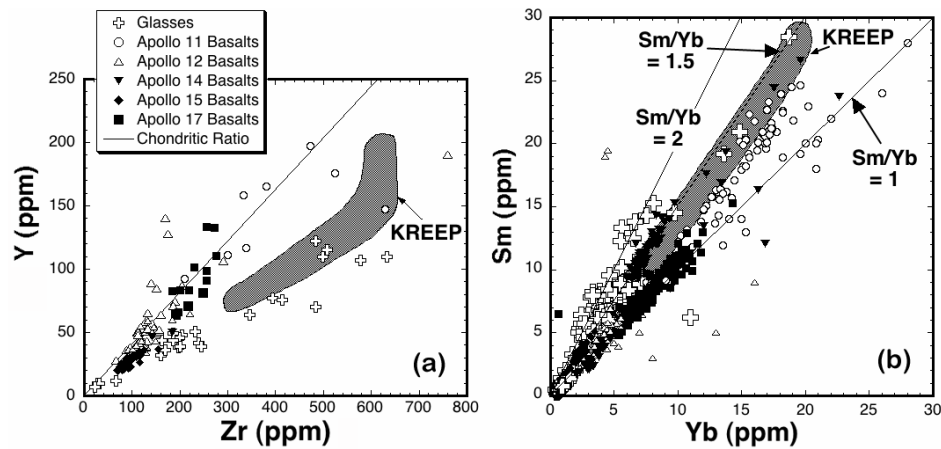 Glasses
Apollo 11 Basalts
Apollo 12 Basalts
Apollo 14 Basalts
Apollo 15 Basalts
Apollo 17 Basalts
Chondritic Ratio
250
200
150
100
50
0
Y (ppm)
KREEP
(a)
0 100 200 300 400 500 600 700 800
Zr (ppm)
30
25
20
15
10
5
0
Sm (ppm)
Sm/Yb
= 1.5
KREEP
Sm/Yb
= 2
Sm/Yb
= 1
(b)
0 5 10 15 20 25 30
Yb (ppm)